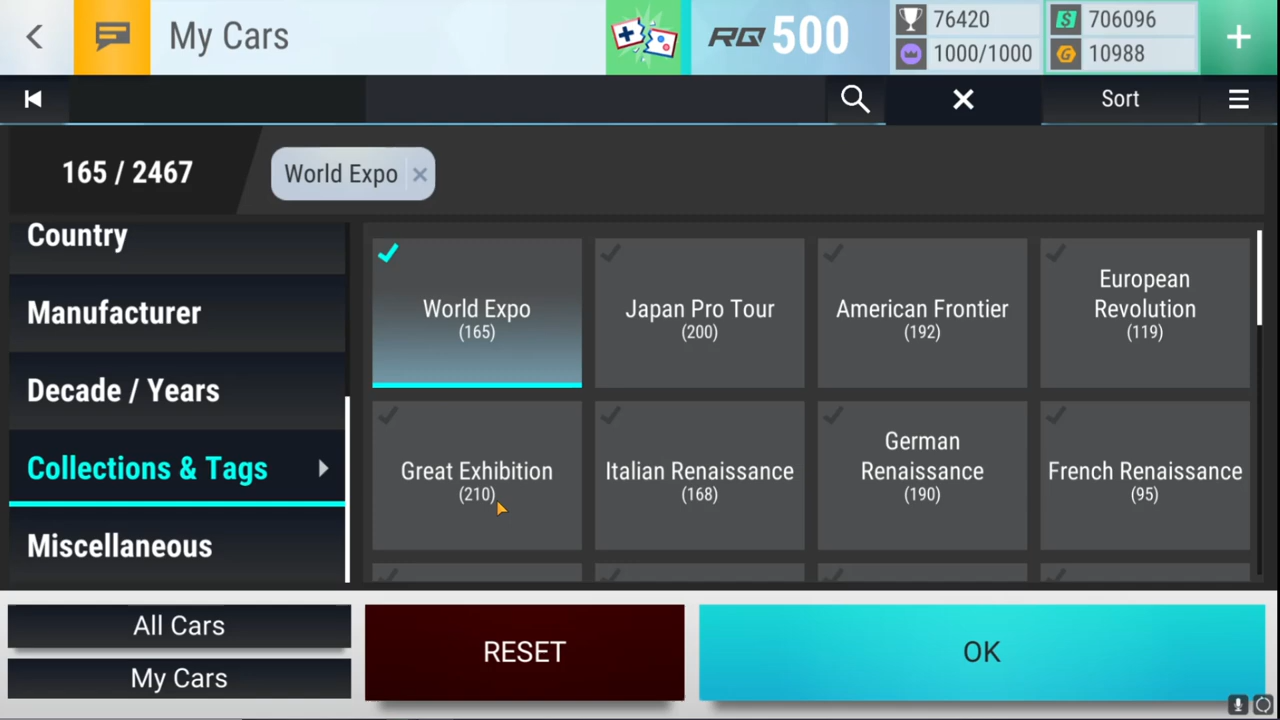 My Cars
RQ 500
76420
1000/1000
706096
10988
+
Sort
165 / 2467
World Expo ×
Country
Manufacturer
Decade / Years
Collections & Tags
Miscellaneous
World Expo
(165)
Japan Pro Tour
(200)
American Frontier
(192)
European
Revolution
(119)
Great Exhibition
(210)
Italian Renaissance
(168)
German
Renaissance
(190)
French Renaissance
(95)
All Cars
My Cars
RESET
OK